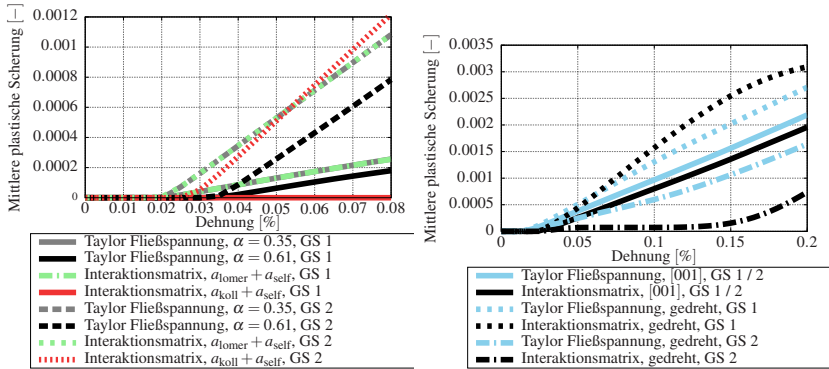 Mittlere plastische Scherung [−]
0.0012
0.001
0.0008
0.0006
0.0004
0.0002
0
0 0.01 0.02 0.03 0.04 0.05 0.06 0.07 0.08
Dehnung [%]
Taylor Fließspannung, α = 0.35, GS 1
Taylor Fließspannung, α = 0.61, GS 1
Interaktionsmatrix, a_lomer + a_self, GS 1
Interaktionsmatrix, a_koll + a_self, GS 1
Taylor Fließspannung, α = 0.35, GS 2
Taylor Fließspannung, α = 0.61, GS 2
Interaktionsmatrix, a_lomer + a_self, GS 2
Interaktionsmatrix, a_koll + a_self, GS 2
Mittlere plastische Scherung [−]
0.0035
0.003
0.0025
0.002
0.0015
0.001
0.0005
0
0 0.05 0.1 0.15 0.2
Dehnung [%]
Taylor Fließspannung, [001], GS 1 / 2
Interaktionsmatrix, [001], GS 1 / 2
Taylor Fließspannung, gedreht, GS 1
Interaktionsmatrix, gedreht, GS 1
Taylor Fließspannung, gedreht, GS 2
Interaktionsmatrix, gedreht, GS 2